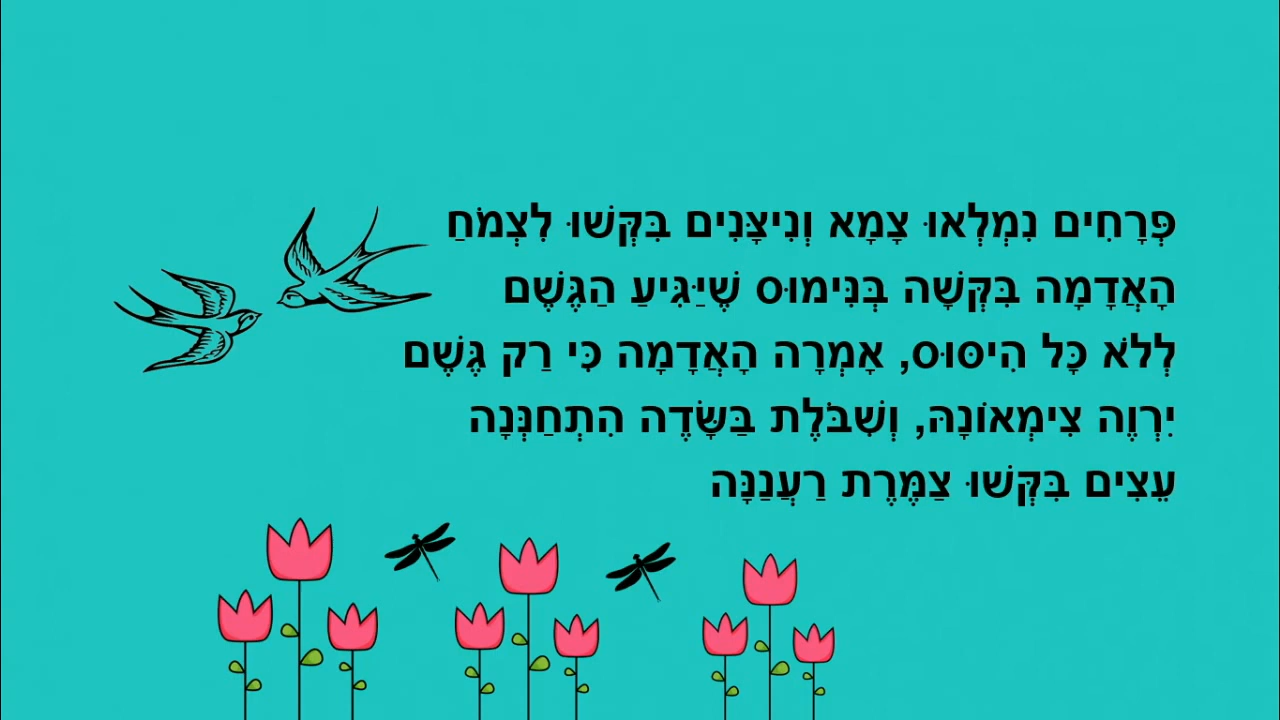 פְּרָחִים נִמְלְאוּ צָמָא וְנִיצָּנִים בִּקְּשׁוּ לִצְמֹחַ
הָאֲדָמָה בִּקְּשָׁה בְּנִּימוּס שֶׁיַּגִּיעַ הַגֶּשֶׁם
לְלֹא כָּל הִיסּוּס, אָמְרָה הָאֲדָמָה כִּי רַק גֶּשֶׁם
יִרְוֶה צִימְאוֹנָהּ, וְשִׁבֹּלֶת בַּשָּׂדֶה הִתְחַנְּנָה
עֵצִים בִּקְּשׁוּ צַמֶּרֶת רַעֲנַנָּה